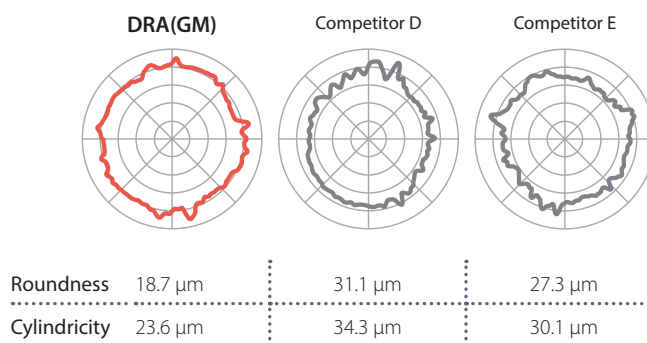 DRA(GM) Competitor D Competitor E
Roundness 18.7 μm 31.1 μm 27.3 μm
Cylindricity 23.6 μm 34.3 μm 30.1 μm